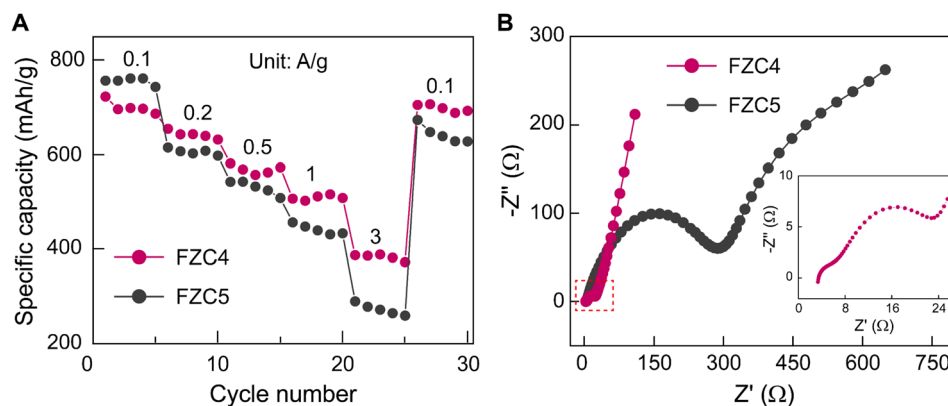 A
Specific capacity (mAh/g)
800
600
400
200
0.1
Unit: A/g
0.1
0.2
0.5
1
3
FZC4
FZC5
0
10
20
30
Cycle number
B
-Z" (Ω)
300
200
100
0
FZC4
FZC5
-Z" (Ω)
10
5
0
0
8
16
24
Z' (Ω)
0
150
300
450
600
750
Z' (Ω)